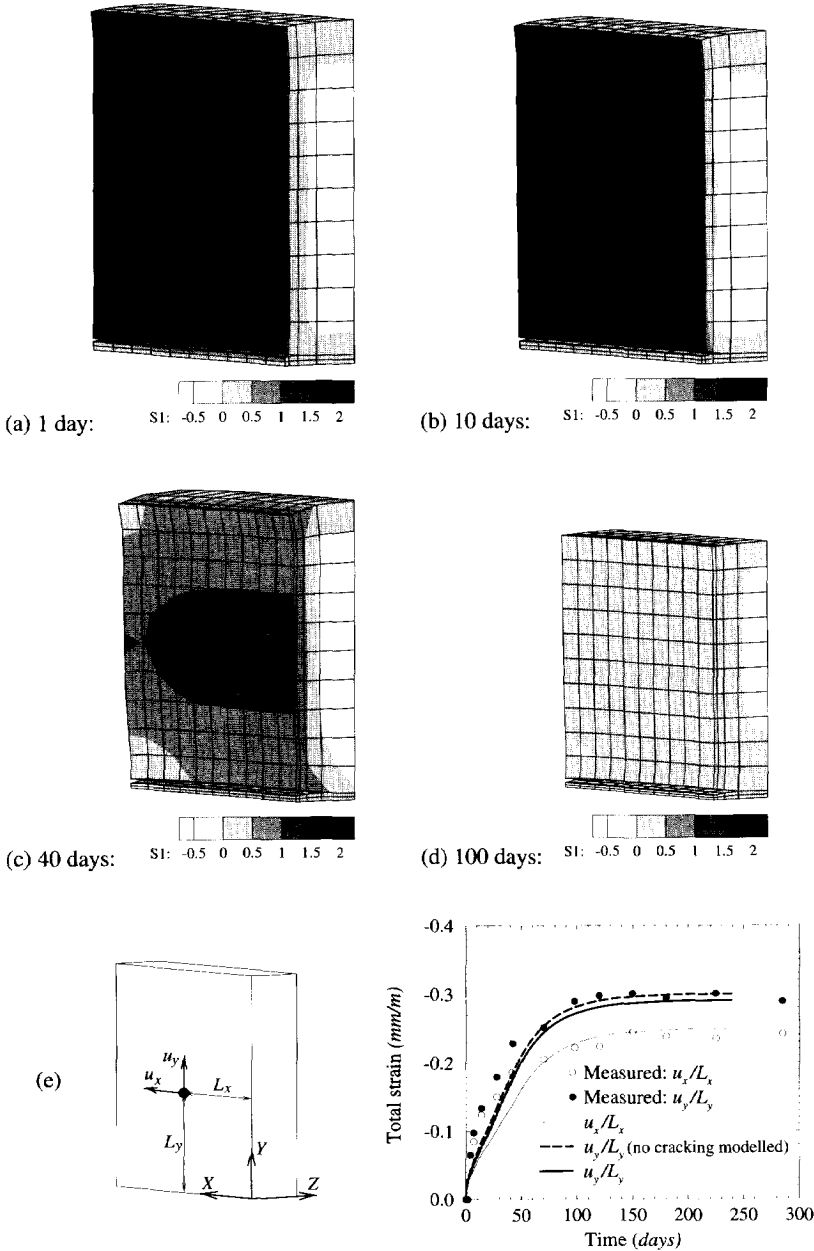 S1: -0.5 0 0.5 1 1.5 2
(a) 1 day:
S1: -0.5 0 0.5 1 1.5 2
(b) 10 days:
S1: -0.5 0 0.5 1 1.5 2
(c) 40 days:
S1: -0.5 0 0.5 1 1.5 2
(d) 100 days:
(e)
u_y
u_x
L_x
L_y
Y
X
Z
Total strain (mm/m)
-0.4
-0.3
-0.2
-0.1
0.0
Measured: u_x/L_x
Measured: u_y/L_y
u_x/L_x
u_y/L_y (no cracking modelled)
u_y/L_y
0 50 100 150 200 250 300
Time (days)